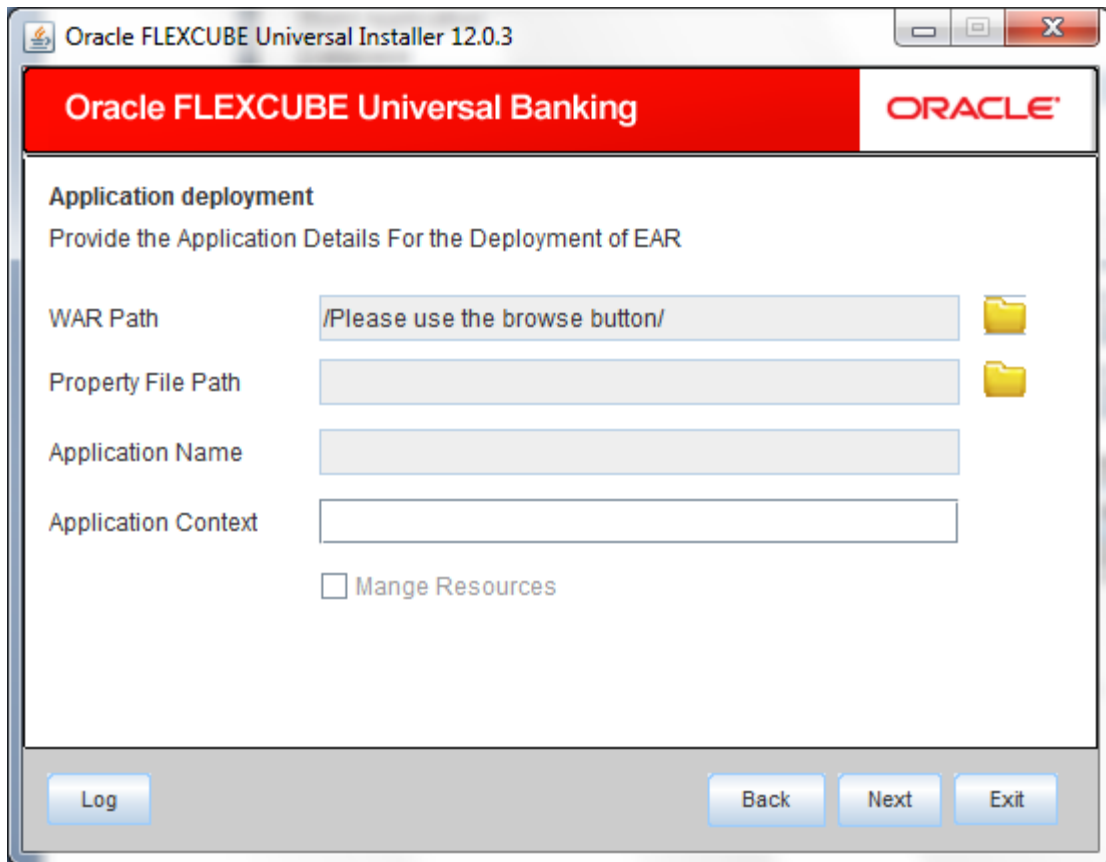 Oracle FLEXCUBE Universal Installer 12.0.3
Oracle FLEXCUBE Universal Banking
ORACLE
Application deployment
Provide the Application Details For the Deployment of EAR
WAR Path
/Please use the browse button/
Property File Path
Application Name
Application Context
Mange Resources
Log
Back
Next
Exit